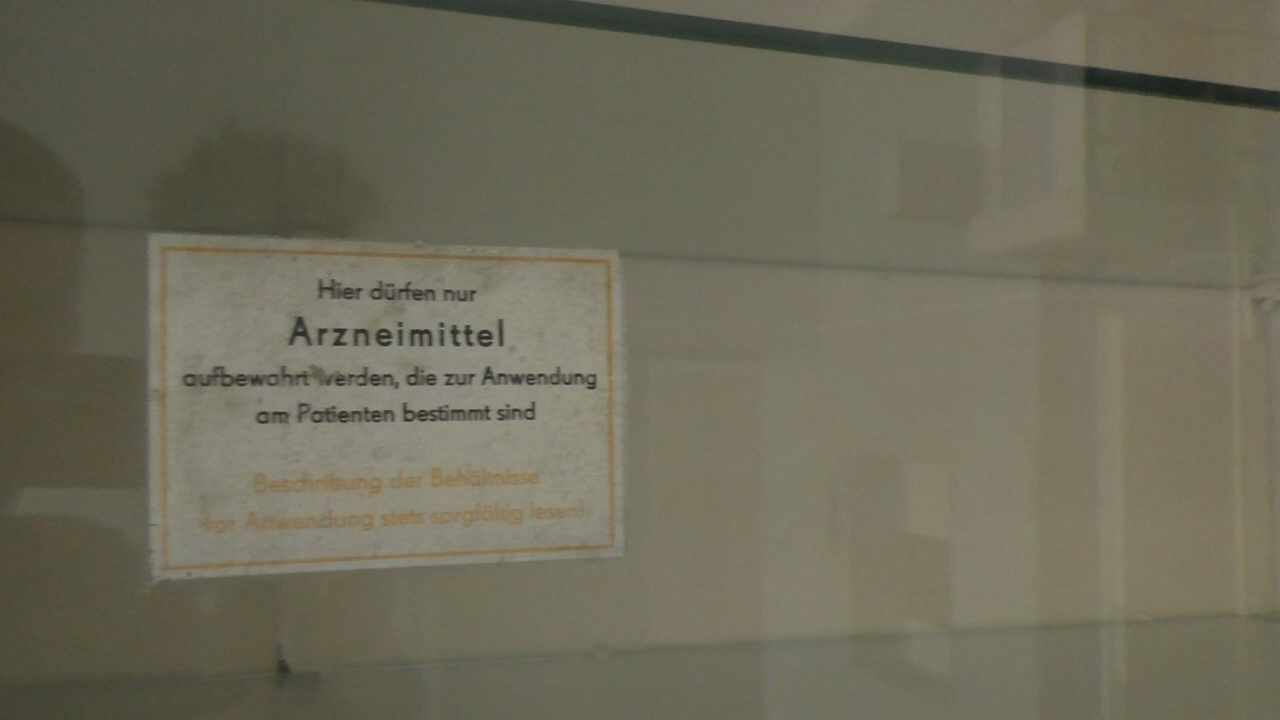 Hier dürfen nur
Arzneimittel
aufbewahrt werden, die zur Anwendung
am Patienten bestimmt sind
Beschriftung der Behältnisse
vor Anwendung stets sorgfältig lesen!